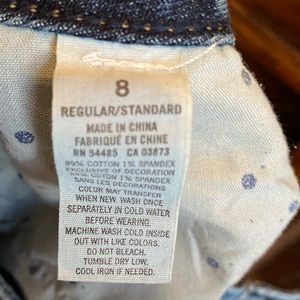 8
REGULAR/STANDARD
MADE IN CHINA
FABRIQUÉ EN CHINE
RN 54485 CA 03873
99% COTTON 1% SPANDEX
EXCLUSIVE OF DECORATION
99% COTTON 1% SPANDEX
SANS LES DECORATIONS
COLOR MAY TRANSFER
WHEN NEW. WASH ONCE
SEPARATELY IN COLD WATER
BEFORE WEARING.
MACHINE WASH COLD INSIDE
OUT WITH LIKE COLORS.
DO NOT BLEACH.
TUMBLE DRY LOW.
COOL IRON IF NEEDED.